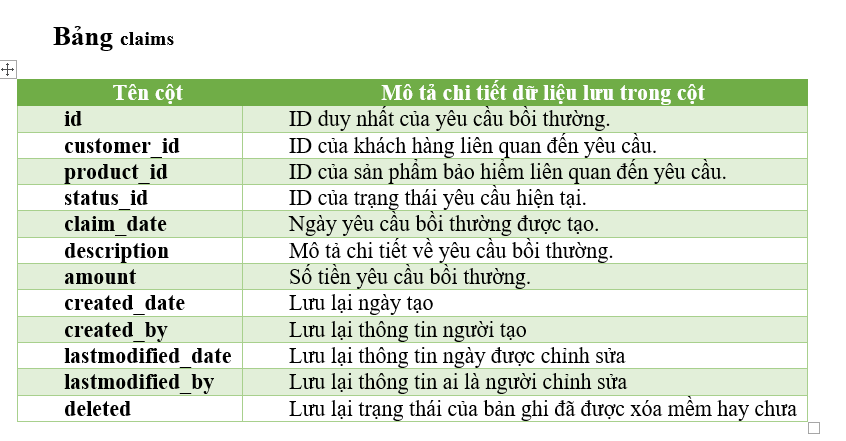 Bảng claims
Tên cột Mô tả chi tiết dữ liệu lưu trong cột
id ID duy nhất của yêu cầu bồi thường.
customer_id ID của khách hàng liên quan đến yêu cầu.
product_id ID của sản phẩm bảo hiểm liên quan đến yêu cầu.
status_id ID của trạng thái yêu cầu hiện tại.
claim_date Ngày yêu cầu bồi thường được tạo.
description Mô tả chi tiết về yêu cầu bồi thường.
amount Số tiền yêu cầu bồi thường.
created_date Lưu lại ngày tạo
created_by Lưu lại thông tin người tạo
lastmodified_date Lưu lại thông tin ngày được chỉnh sửa
lastmodified_by Lưu lại thông tin ai là người chỉnh sửa
deleted Lưu lại trạng thái của bản ghi đã được xóa mềm hay chưa